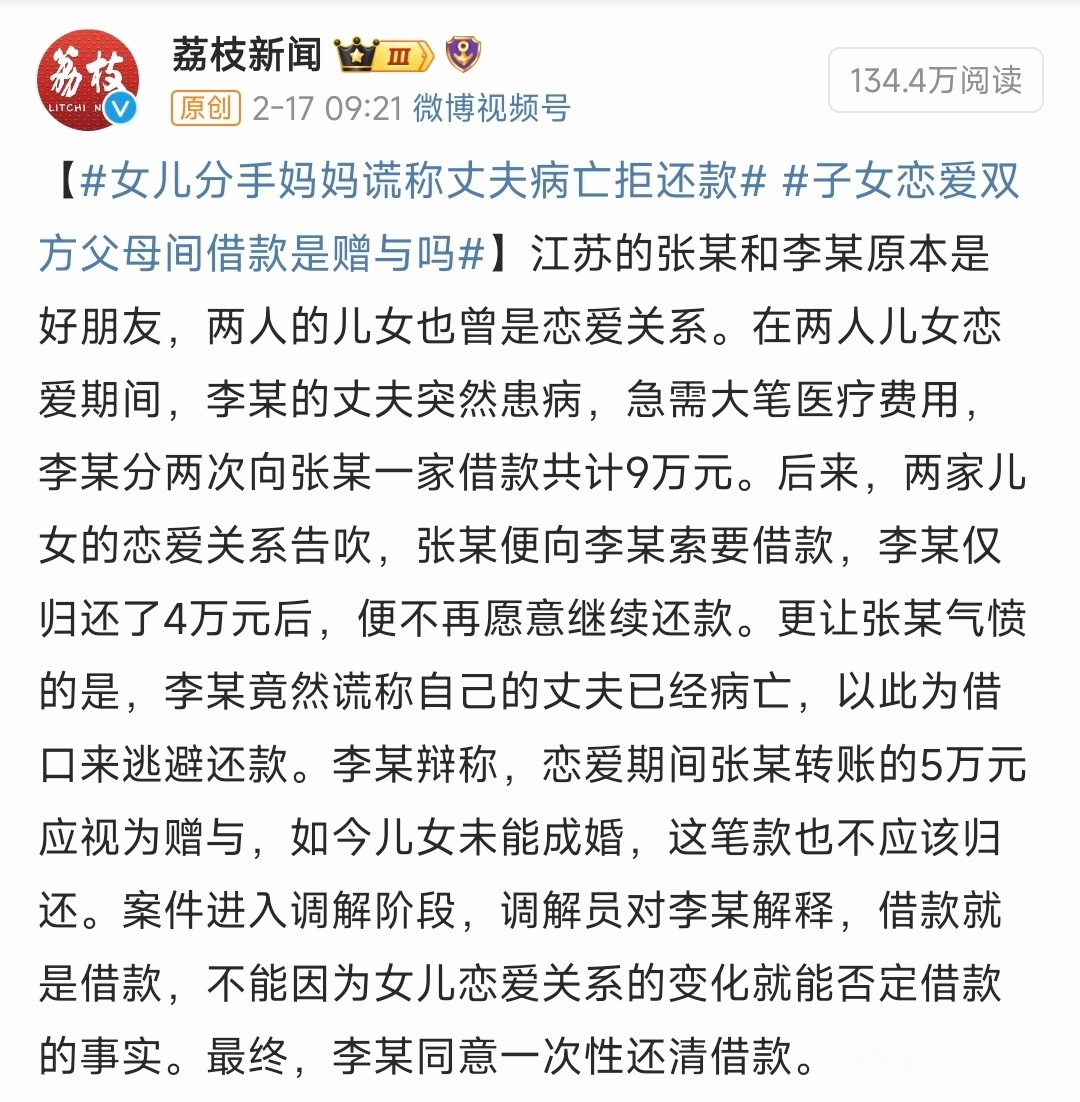 荔枝新闻 III
荔枝
LITCHI N
原创 2-17 09:21 微博视频号
134.4万阅读
【#女儿分手妈妈谎称丈夫病亡拒还款# #子女恋爱双
方父母间借款是赠与吗#】江苏的张某和李某原本是
好朋友，两人的儿女也曾是恋爱关系。在两人儿女恋
爱期间，李某的丈夫突然患病，急需大笔医疗费用，
李某分两次向张某一家借款共计9万元。后来，两家儿
女的恋爱关系告吹，张某便向李某索要借款，李某仅
归还了4万元后，便不再愿意继续还款。更让张某气愤
的是，李某竟然谎称自己的丈夫已经病亡，以此为借
口来逃避还款。李某辩称，恋爱期间张某转账的5万元
应视为赠与，如今儿女未能成婚，这笔款也不应该归
还。案件进入调解阶段，调解员对李某解释，借款就
是借款，不能因为女儿恋爱关系的变化就能否定借款
的事实。最终，李某同意一次性还清借款。